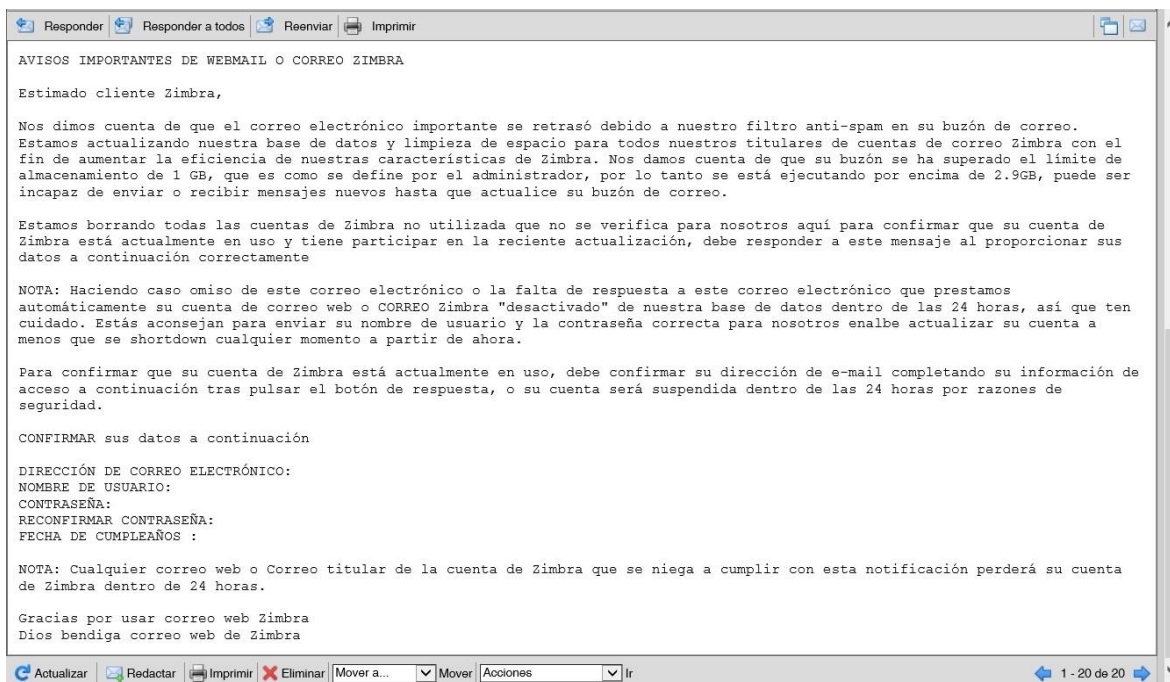 Responder Responder a todos Reenviar Imprimir
AVISOS IMPORTANTES DE WEBMAIL O CORREO ZIMBRA
Estimado cliente Zimbra,
Nos dimos cuenta de que el correo electrónico importante se retrasó debido a nuestro filtro anti-spam en su buzón de correo.
Estamos actualizando nuestra base de datos y limpieza de espacio para todos nuestros titulares de cuentas de correo Zimbra con el
fin de aumentar la eficiencia de nuestras características de Zimbra. Nos damos cuenta de que su buzón se ha superado el límite de
almacenamiento de 1 GB, que es como se define por el administrador, por lo tanto se está ejecutando por encima de 2.9GB, puede ser
incapaz de enviar o recibir mensajes nuevos hasta que actualice su buzón de correo.
Estamos borrando todas las cuentas de Zimbra no utilizada que no se verifica para nosotros aquí para confirmar que su cuenta de
Zimbra está actualmente en uso y tiene participar en la reciente actualización, debe responder a este mensaje al proporcionar sus
datos a continuación correctamente
NOTA: Haciendo caso omiso de este correo electrónico o la falta de respuesta a este correo electrónico que prestamos
automáticamente su cuenta de correo web o CORREO Zimbra "desactivado" de nuestra base de datos dentro de las 24 horas, así que ten
cuidado. Estás aconsejan para enviar su nombre de usuario y la contraseña correcta para nosotros enalbe actualizar su cuenta a
menos que se shortdown cualquier momento a partir de ahora.
Para confirmar que su cuenta de Zimbra está actualmente en uso, debe confirmar su dirección de e-mail completando su información de
acceso a continuación tras pulsar el botón de respuesta, o su cuenta será suspendida dentro de las 24 horas por razones de
seguridad.
CONFIRMAR sus datos a continuación
DIRECCIÓN DE CORREO ELECTRÓNICO:
NOMBRE DE USUARIO:
CONTRASEÑA:
RECONFIRMAR CONTRASEÑA:
FECHA DE CUMPLEAÑOS :
NOTA: Cualquier correo web o Correo titular de la cuenta de Zimbra que se niega a cumplir con esta notificación perderá su cuenta
de Zimbra dentro de 24 horas.
Gracias por usar correo web Zimbra
Dios bendiga correo web de Zimbra
Actualizar Redactar Imprimir Eliminar Mover a... Mover Acciones Ir 1 - 20 de 20